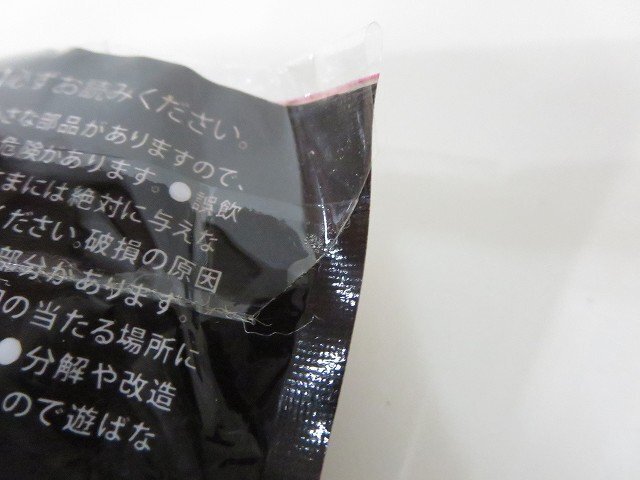 必ずお読みください。
さな部品がありますので、
危険があります。●誤飲
さまには絶対に与えな
ください。破損の原因
部分があります。
の当たる場所に
●分解や改造
ので遊ばな